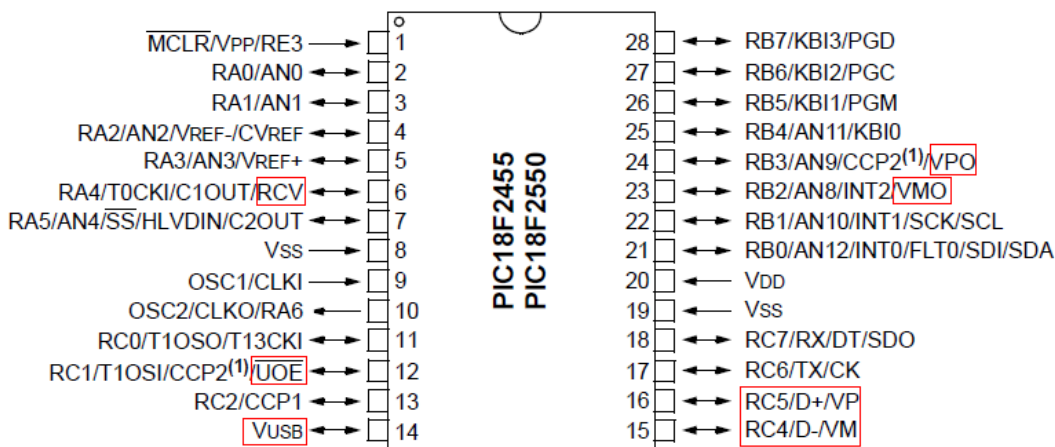 MCLR/VPP/RE3 1
RA0/AN0 2
RA1/AN1 3
RA2/AN2/VREF-/CVREF 4
RA3/AN3/VREF+ 5
RA4/T0CKI/C1OUT/RCV 6
RA5/AN4/SS/HLVDIN/C2OUT 7
VSS 8
OSC1/CLKI 9
OSC2/CLKO/RA6 10
RC0/T1OSO/T13CKI 11
RC1/T1OSI/CCP2(1)/UOE 12
RC2/CCP1 13
VUSB 14
PIC18F2455
PIC18F2550
28 RB7/KBI3/PGD
27 RB6/KBI2/PGC
26 RB5/KBI1/PGM
25 RB4/AN11/KBI0
24 RB3/AN9/CCP2(1)/VPO
23 RB2/AN8/INT2/VMO
22 RB1/AN10/INT1/SCK/SCL
21 RB0/AN12/INT0/FLT0/SDI/SDA
20 VDD
19 VSS
18 RC7/RX/DT/SDO
17 RC6/TX/CK
16 RC5/D+/VP
15 RC4/D-/VM